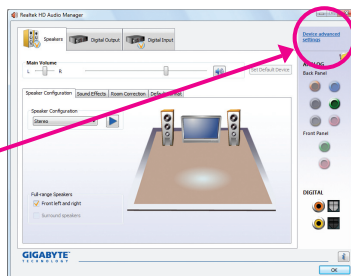 Realtek HD Audio Manager
Speakers
Digital Output
Digital Input
Device advanced
settings
Main Volume
L
R
Set Default Device
ANALOG
Back Panel
Speaker Configuration
Sound Effects
Room Correction
Default Format
Speaker Configuration
Stereo
Front Panel
Full-range Speakers
Front left and right
Surround speakers
DIGITAL
GIGABYTE
TECHNOLOGY
OK